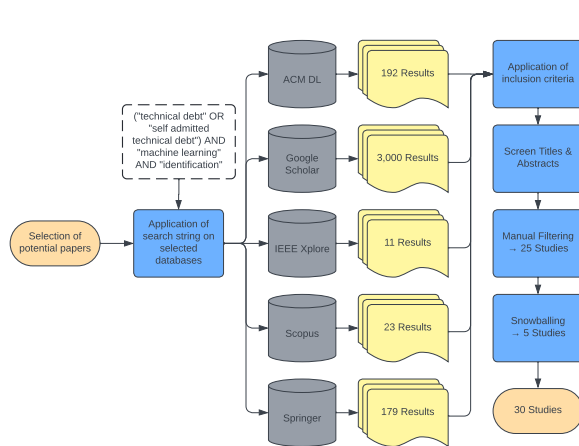 ("technical debt" OR
"self admitted
technical debt") AND
"machine learning"
AND "identification"
Selection of
potential papers
Application of
search string on
selected
databases
ACM DL
192 Results
Google
Scholar
3,000 Results
IEEE Xplore
11 Results
Scopus
23 Results
Springer
179 Results
Application of
inclusion criteria
Screen Titles &
Abstracts
Manual Filtering
→ 25 Studies
Snowballing
→ 5 Studies
30 Studies